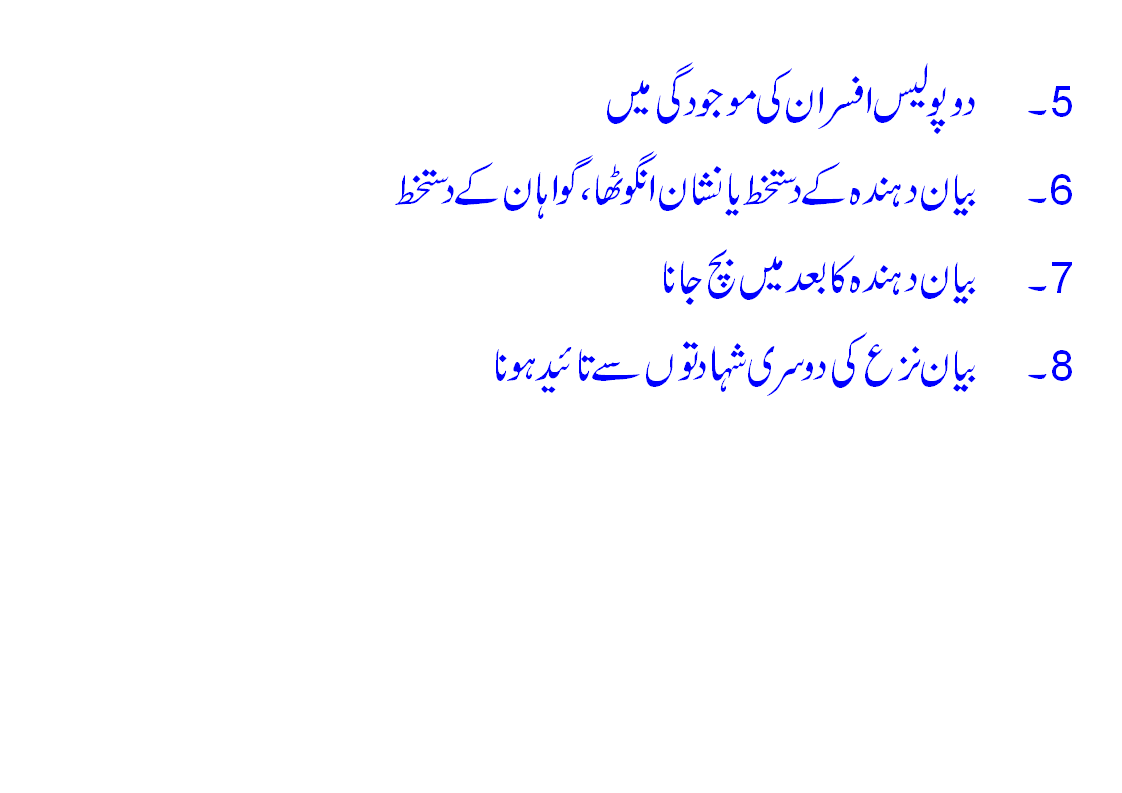 5۔ دو پولیس افسران کی موجودگی میں
6۔ بیان دہندہ کے دستخط یا نشان انگوٹھا، گواہان کے دستخط
7۔ بیان دہندہ کا بعد میں بچ جانا
8۔ بیان نزع کی دوسری شہادتوں سے تائید ہونا